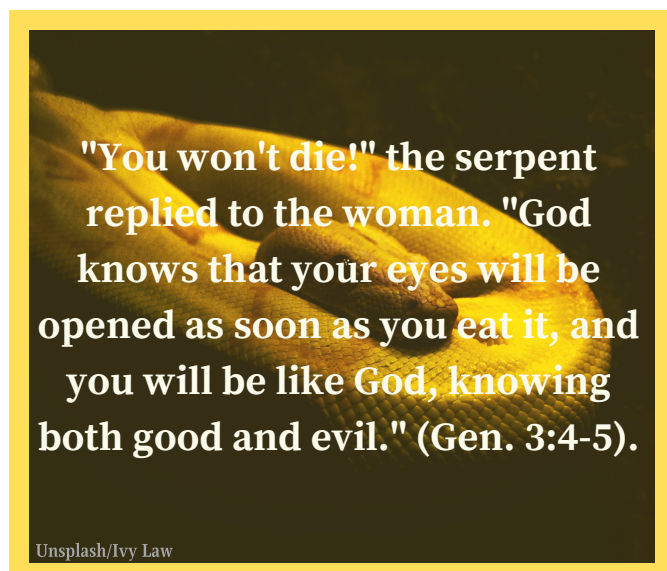 "You won't die!" the serpent
replied to the woman. "God
knows that your eyes will be
opened as soon as you eat it, and
you will be like God, knowing
both good and evil." (Gen. 3:4-5).
Unsplash/Ivy Law